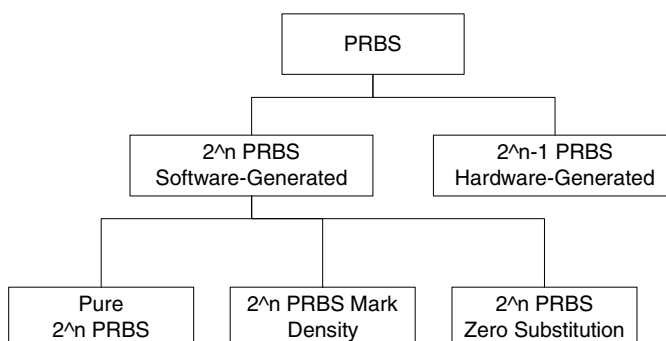 PRBS
2^n PRBS
Software-Generated
2^n-1 PRBS
Hardware-Generated
Pure
2^n PRBS
2^n PRBS Mark
Density
2^n PRBS
Zero Substitution